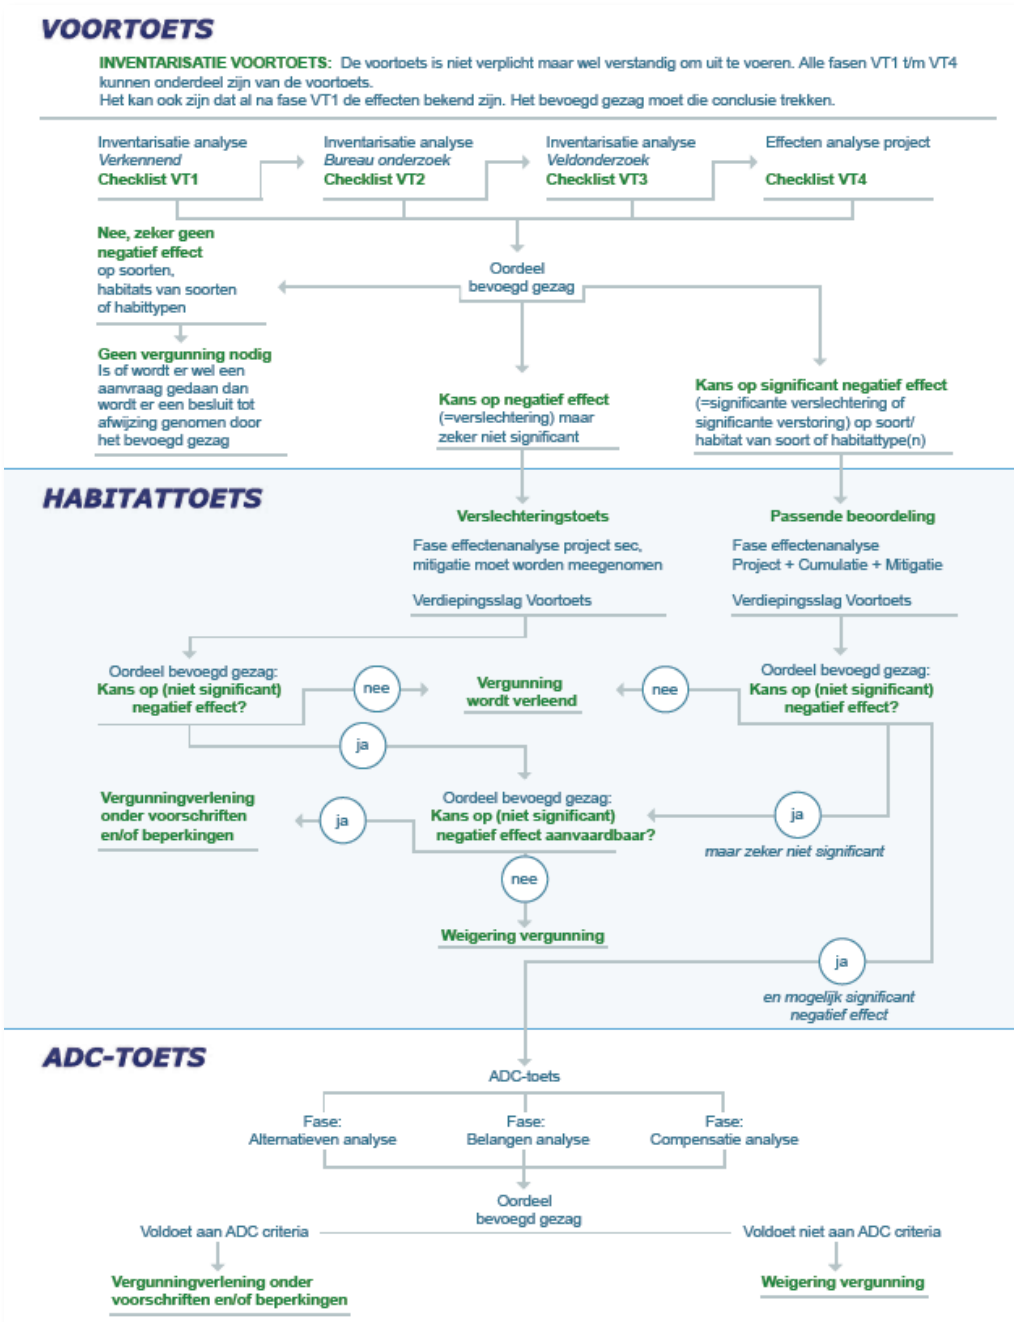 VOORTOETS
INVENTARISATIE VOORTOETS: De voortoets is niet verplicht maar wel verstandig om uit te voeren. Alle fasen VT1 t/m VT4
kunnen onderdeel zijn van de voortoets.
Het kan ook zijn dat al na fase VT1 de effecten bekend zijn. Het bevoegd gezag moet die conclusie trekken.
Inventarisatie analyse
Verkennend
Checklist VT1
Inventarisatie analyse
Bureau onderzoek
Checklist VT2
Inventarisatie analyse
Veldonderzoek
Checklist VT3
Effecten analyse project
Checklist VT4
Nee, zeker geen
negatief effect
op soorten,
habitats van soorten
of habittypen
Oordeel
bevoegd gezag
Geen vergunning nodig
Is of wordt er wel een
aanvraag gedaan dan
wordt er een besluit tot
afwijzing genomen door
het bevoegd gezag
Kans op negatief effect
(=verslechtering) maar
zeker niet significant
Kans op significant negatief effect
(=significante verslechtering of
significante verstoring) op soort/
habitat van soort of habitattype(n)
HABITATTOETS
Verslechteringstoets
Fase effectenanalyse project sec,
mitigatie moet worden meegenomen
Verdiepingsslag Voortoets
Passende beoordeling
Fase effectenanalyse
Project + Cumulatie + Mitigatie
Verdiepingsslag Voortoets
Oordeel bevoegd gezag:
Kans op (niet significant)
negatief effect?
nee
Vergunning
wordt verleend
nee
Oordeel bevoegd gezag:
Kans op (niet significant)
negatief effect?
ja
Vergunningverlening
onder voorschriften
en/of beperkingen
ja
Oordeel bevoegd gezag:
Kans op (niet significant)
negatief effect aanvaardbaar?
ja
maar zeker niet significant
nee
Weigering vergunning
ja
en mogelijk significant
negatief effect
ADC-TOETS
ADC-toets
Fase:
Alternatieven analyse
Fase:
Belangen analyse
Fase:
Compensatie analyse
Oordeel
bevoegd gezag
Voldoet aan ADC criteria
Voldoet niet aan ADC criteria
Vergunningverlening onder
voorschriften en/of beperkingen
Weigering vergunning